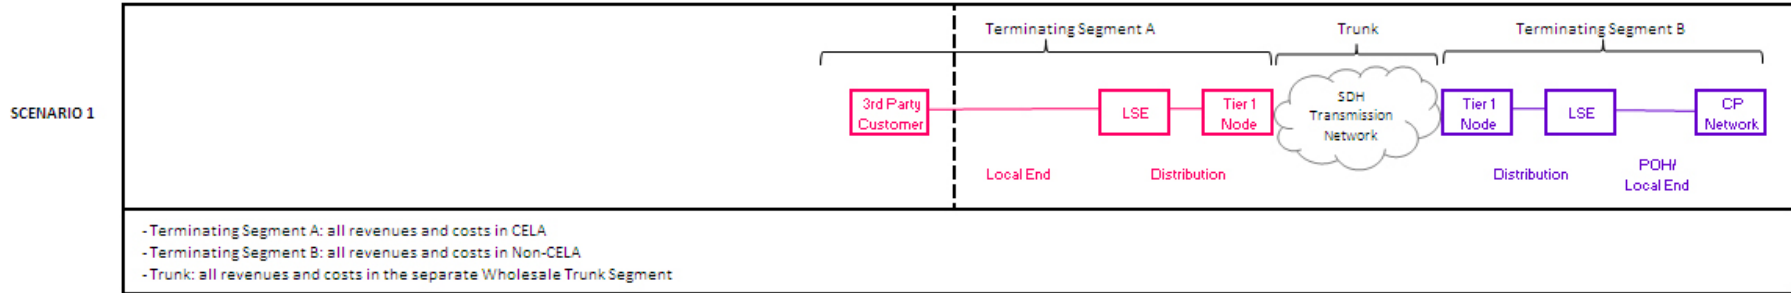 Terminating Segment A
Trunk
Terminating Segment B
SCENARIO 1
3rd Party
Customer
LSE
Tier 1
Node
SDH
Transmission
Network
Tier 1
Node
LSE
CP
Network
Local End
Distribution
Distribution
POH/
Local End
- Terminating Segment A: all revenues and costs in CELA
- Terminating Segment B: all revenues and costs in Non-CELA
- Trunk: all revenues and costs in the separate Wholesale Trunk Segment